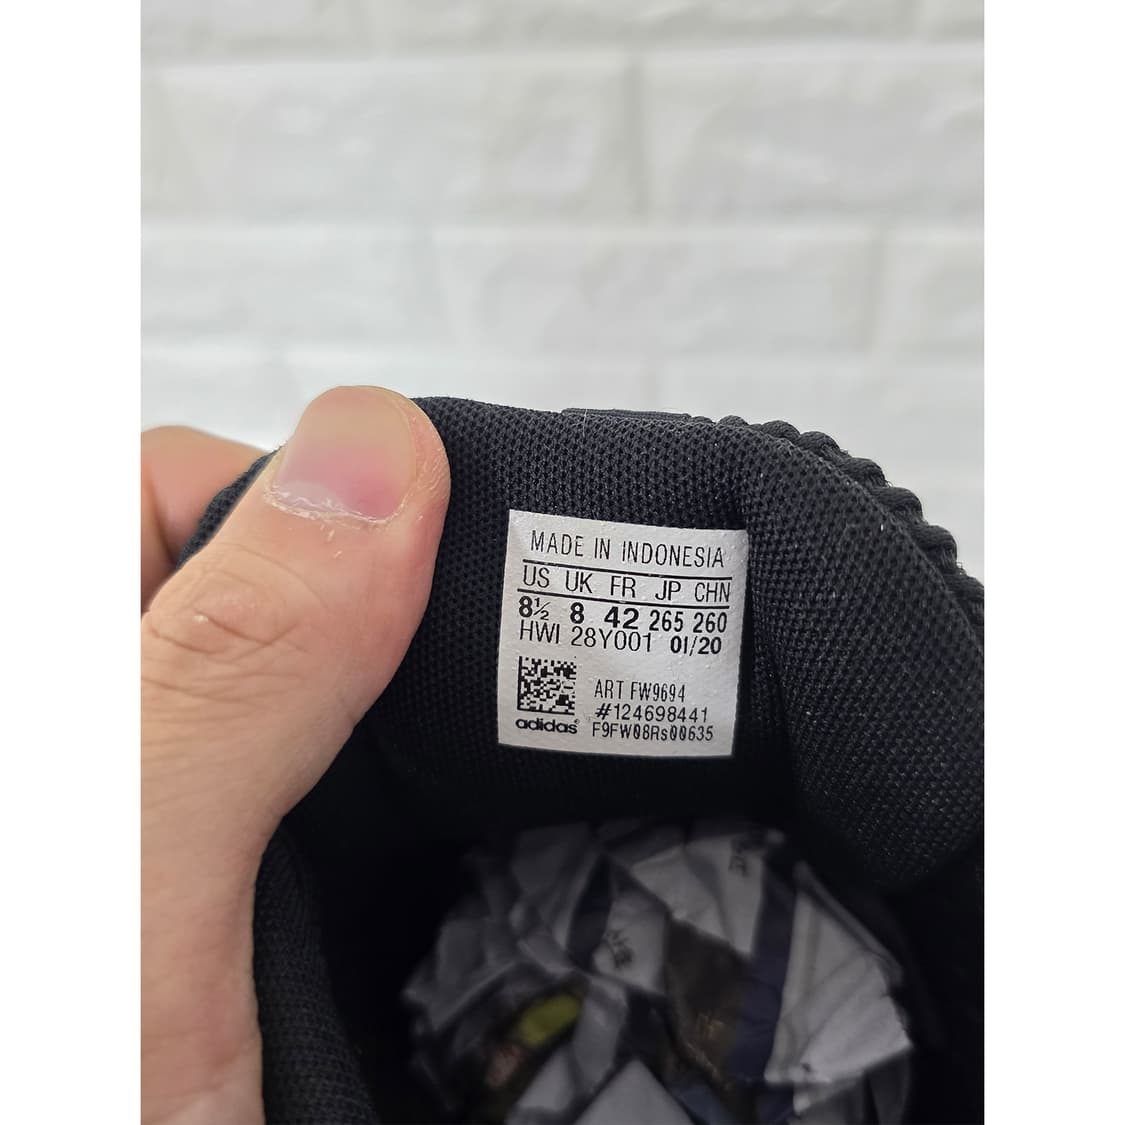 MADE IN INDONESIA
US UK FR JP CHN
8½ 8 42 265 260
HWI 28Y001 01/20
ART FW9694
#124698441
adidas® F9FW08Rs00635